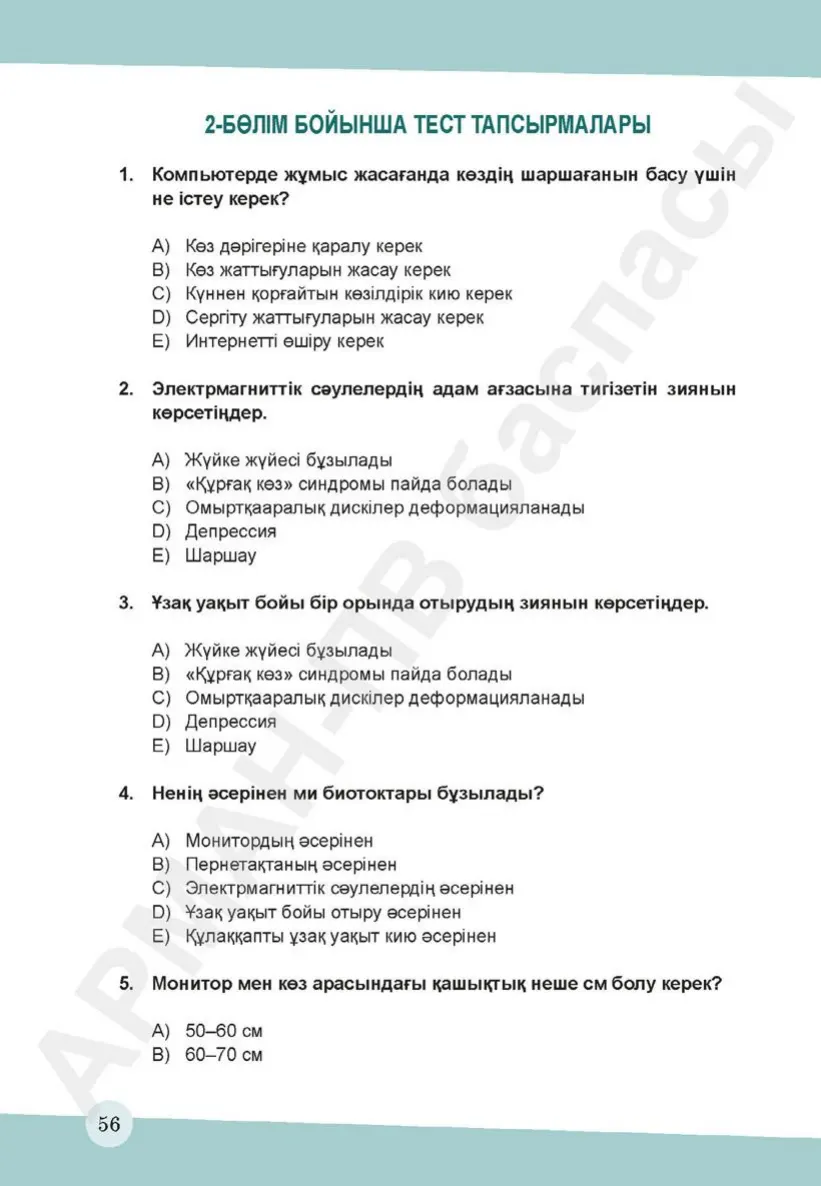 2-БӨЛІМ БОЙЫНША ТЕСТ ТАПСЫРМАЛАРЫ
1. Компьютерде жұмыс жасағанда көздің шаршағанын басу үшін
не істеу керек?
A) Көз дәрігеріне қаралу керек
B) Көз жаттығуларын жасау керек
C) Күннен қорғайтын көзілдірік кию керек
D) Сергіту жаттығуларын жасау керек
E) Интернетті өшіру керек
2. Электрмагниттік сәулелердің адам ағзасына тигізетін зиянын
көрсетіңдер.
A) Жүйке жүйесі бұзылады
B) «Құрғақ көз» синдромы пайда болады
C) Омыртқааралық дискілер деформацияланады
D) Депрессия
E) Шаршау
3. Ұзақ уақыт бойы бір орында отырудың зиянын көрсетіңдер.
A) Жүйке жүйесі бұзылады
B) «Құрғақ көз» синдромы пайда болады
C) Омыртқааралық дискілер деформацияланады
D) Депрессия
E) Шаршау
4. Ненің әсерінен ми биотоктары бұзылады?
A) Монитордың әсерінен
B) Пернетақтаның әсерінен
C) Электрмагниттік сәулелердің әсерінен
D) Ұзақ уақыт бойы отыру әсерінен
E) Құлаққапты ұзақ уақыт кию әсерінен
5. Монитор мен көз арасындағы қашықтық неше см болу керек?
A) 50–60 см
B) 60–70 см
56
АРМАН-ПВ баспасы